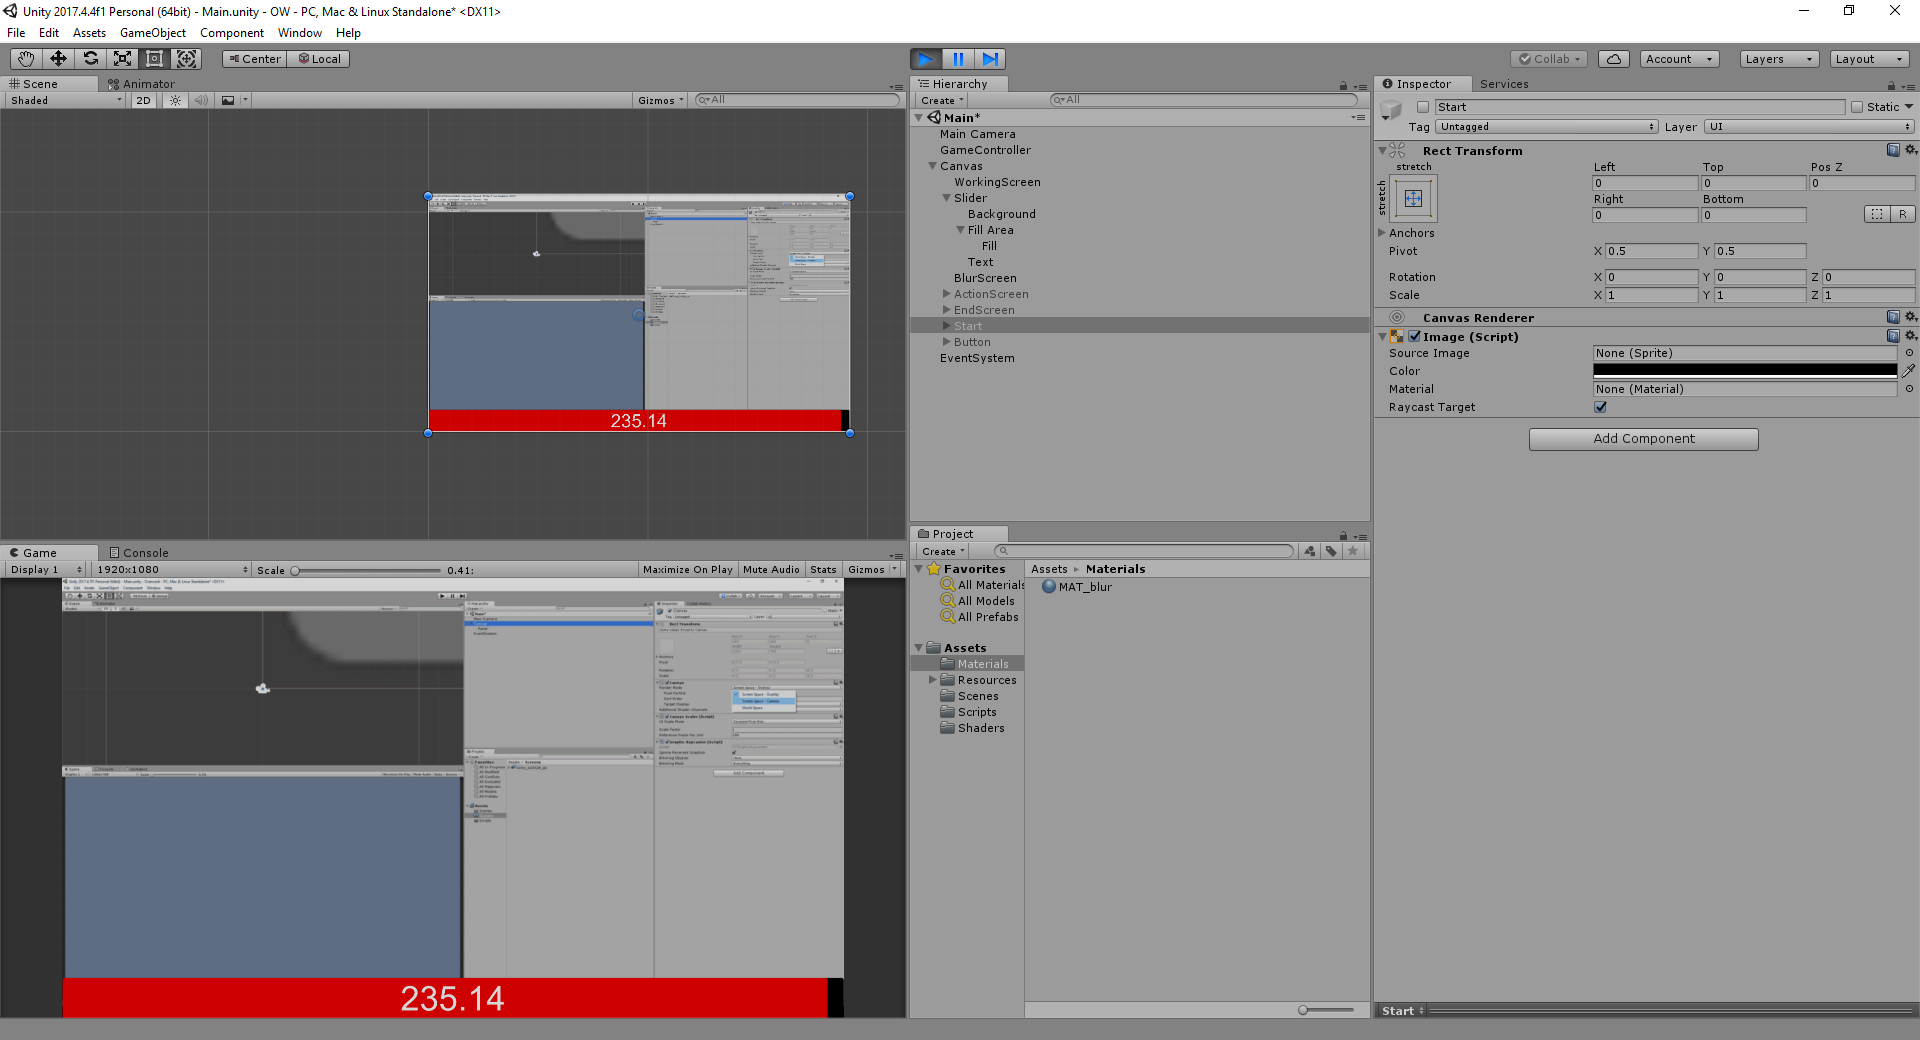 Unity 2017.4.4f1 Personal (64bit) - Main.unity - OW - PC, Mac & Linux Standalone* <DX11>
File Edit Assets GameObject Component Window Help
Center Local
Collab Account Layers Layout
Scene Animator
Shaded 2D Gizmos All
235.14
Game Console
Display 1 1920x1080 Scale 0.41: Maximize On Play Mute Audio Stats Gizmos
235.14
Hierarchy
Create All
Main*
Main Camera
GameController
Canvas
WorkingScreen
Slider
Background
Fill Area
Fill
Text
BlurScreen
ActionScreen
EndScreen
Start
Button
EventSystem
Project
Create
Favorites
All Materials
All Models
All Prefabs
Assets
Materials
Resources
Scenes
Scripts
Shaders
Assets Materials
MAT_blur
Inspector Services
Start Static
Tag Untagged Layer UI
Rect Transform
stretch
stretch
Left Top Pos Z
0 0 0
Right Bottom
0 0
R
Anchors
Pivot X 0.5 Y 0.5
Rotation X 0 Y 0 Z 0
Scale X 1 Y 1 Z 1
Canvas Renderer
Image (Script)
Source Image None (Sprite)
Color
Material None (Material)
Raycast Target
Add Component
Start